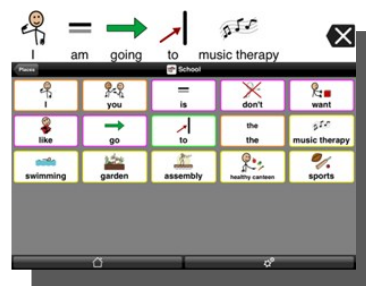 I am going to music therapy
Places School
I you is don't want
like go to the the music therapy
swimming garden assembly healthy canteen sports